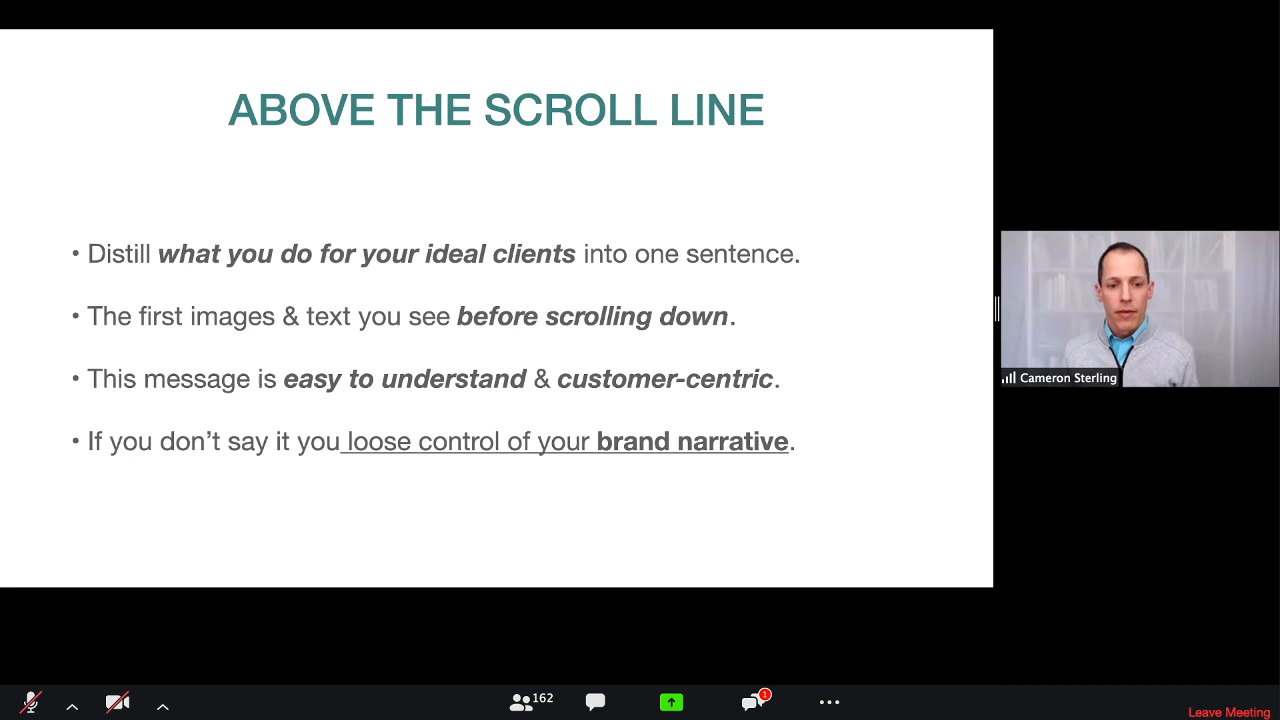 ABOVE THE SCROLL LINE
• Distill what you do for your ideal clients into one sentence.
• The first images & text you see before scrolling down.
• This message is easy to understand & customer-centric.
• If you don’t say it you loose control of your brand narrative.
Cameron Sterling
162
1
Leave Meeting